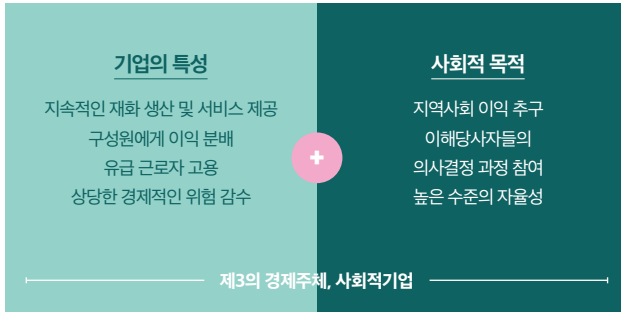 기업의 특성
지속적인 재화 생산 및 서비스 제공
구성원에게 이익 분배
유급 근로자 고용
상당한 경제적인 위험 감수
+
사회적 목적
지역사회 이익 추구
이해당사자들의
의사결정 과정 참여
높은 수준의 자율성
제3의 경제주체, 사회적기업